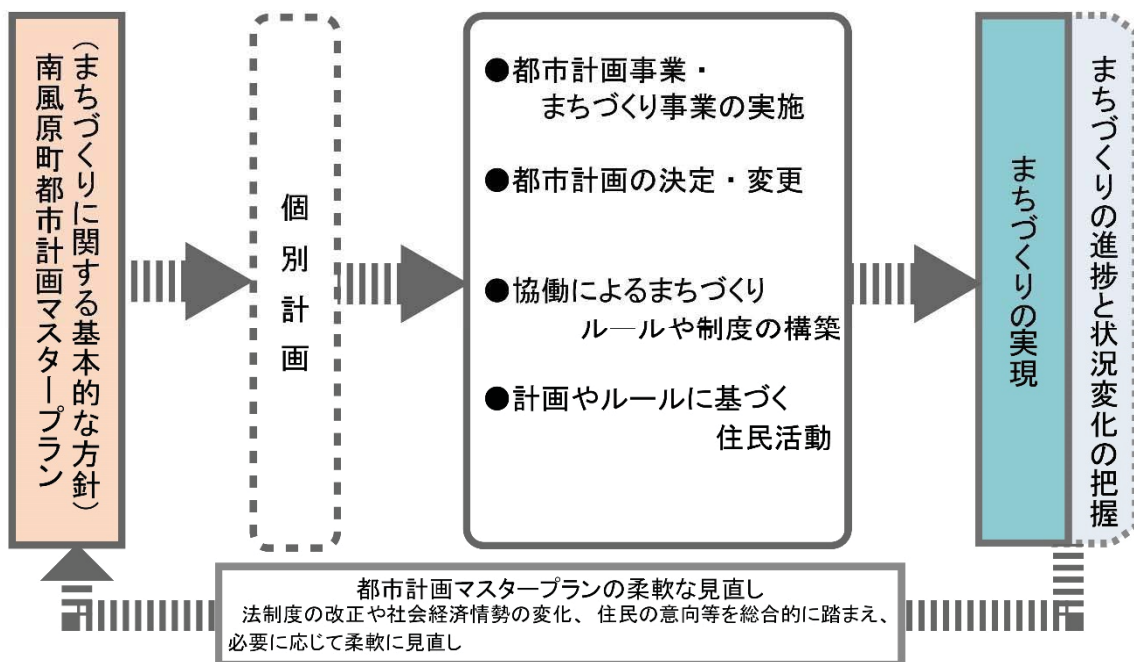 南風原町都市計画マスタープラン
（まちづくりに関する基本的な方針）
個別計画
●都市計画事業・
まちづくり事業の実施
●都市計画の決定・変更
●協働によるまちづくり
ル―ルや制度の構築
●計画やルールに基づく
住民活動
まちづくりの実現
まちづくりの進捗と状況変化の把握
都市計画マスタープランの柔軟な見直し
法制度の改正や社会経済情勢の変化、住民の意向等を総合的に踏まえ、
必要に応じて柔軟に見直し